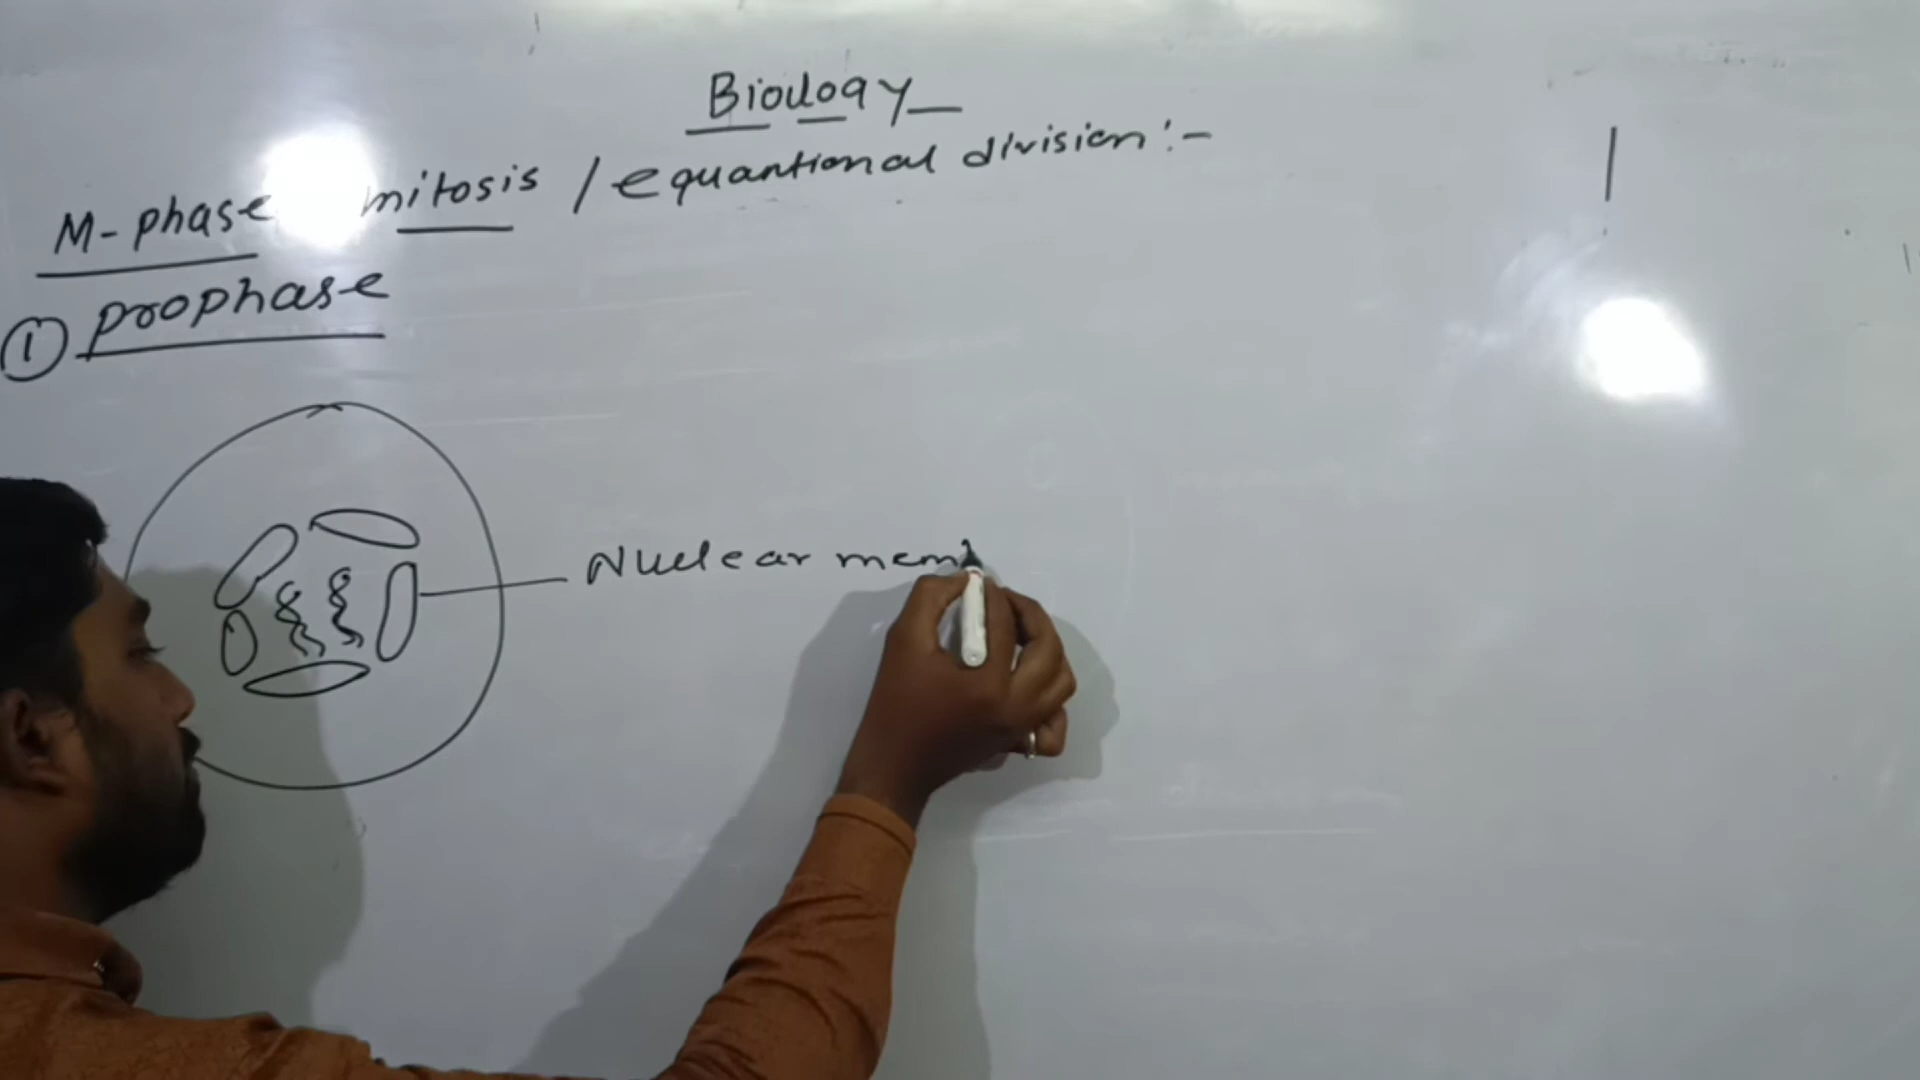 Biology
M-phase mitosis / equantional division :-
① prophase
Nuclear mem